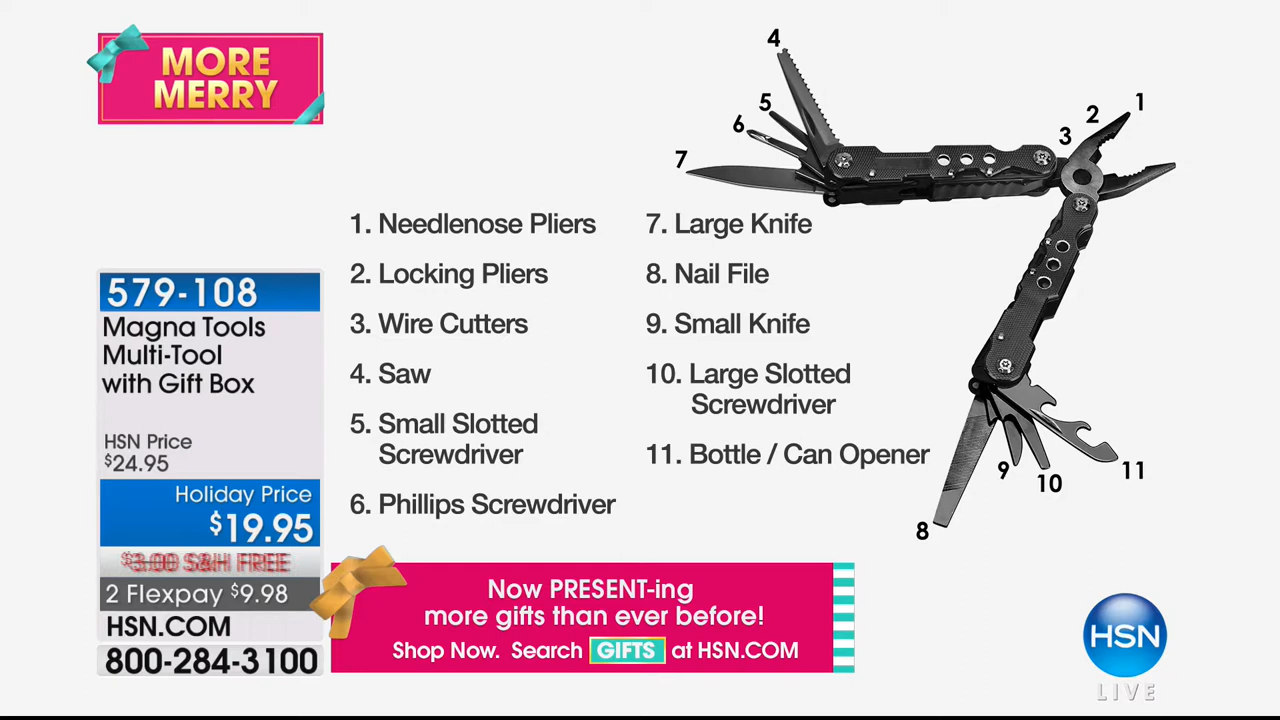 MORE
MERRY
4
5
6
7
3
2
1
1. Needlenose Pliers
2. Locking Pliers
3. Wire Cutters
4. Saw
5. Small Slotted
Screwdriver
6. Phillips Screwdriver
7. Large Knife
8. Nail File
9. Small Knife
10. Large Slotted
Screwdriver
11. Bottle / Can Opener
9
10
11
8
579-108
Magna Tools
Multi-Tool
with Gift Box
HSN Price
$24.95
Holiday Price
$19.95
$3.00 S&H FREE
2 Flexpay $9.98
HSN.COM
800-284-3100
Now PRESENT-ing
more gifts than ever before!
Shop Now. Search GIFTS at HSN.COM
HSN
LIVE